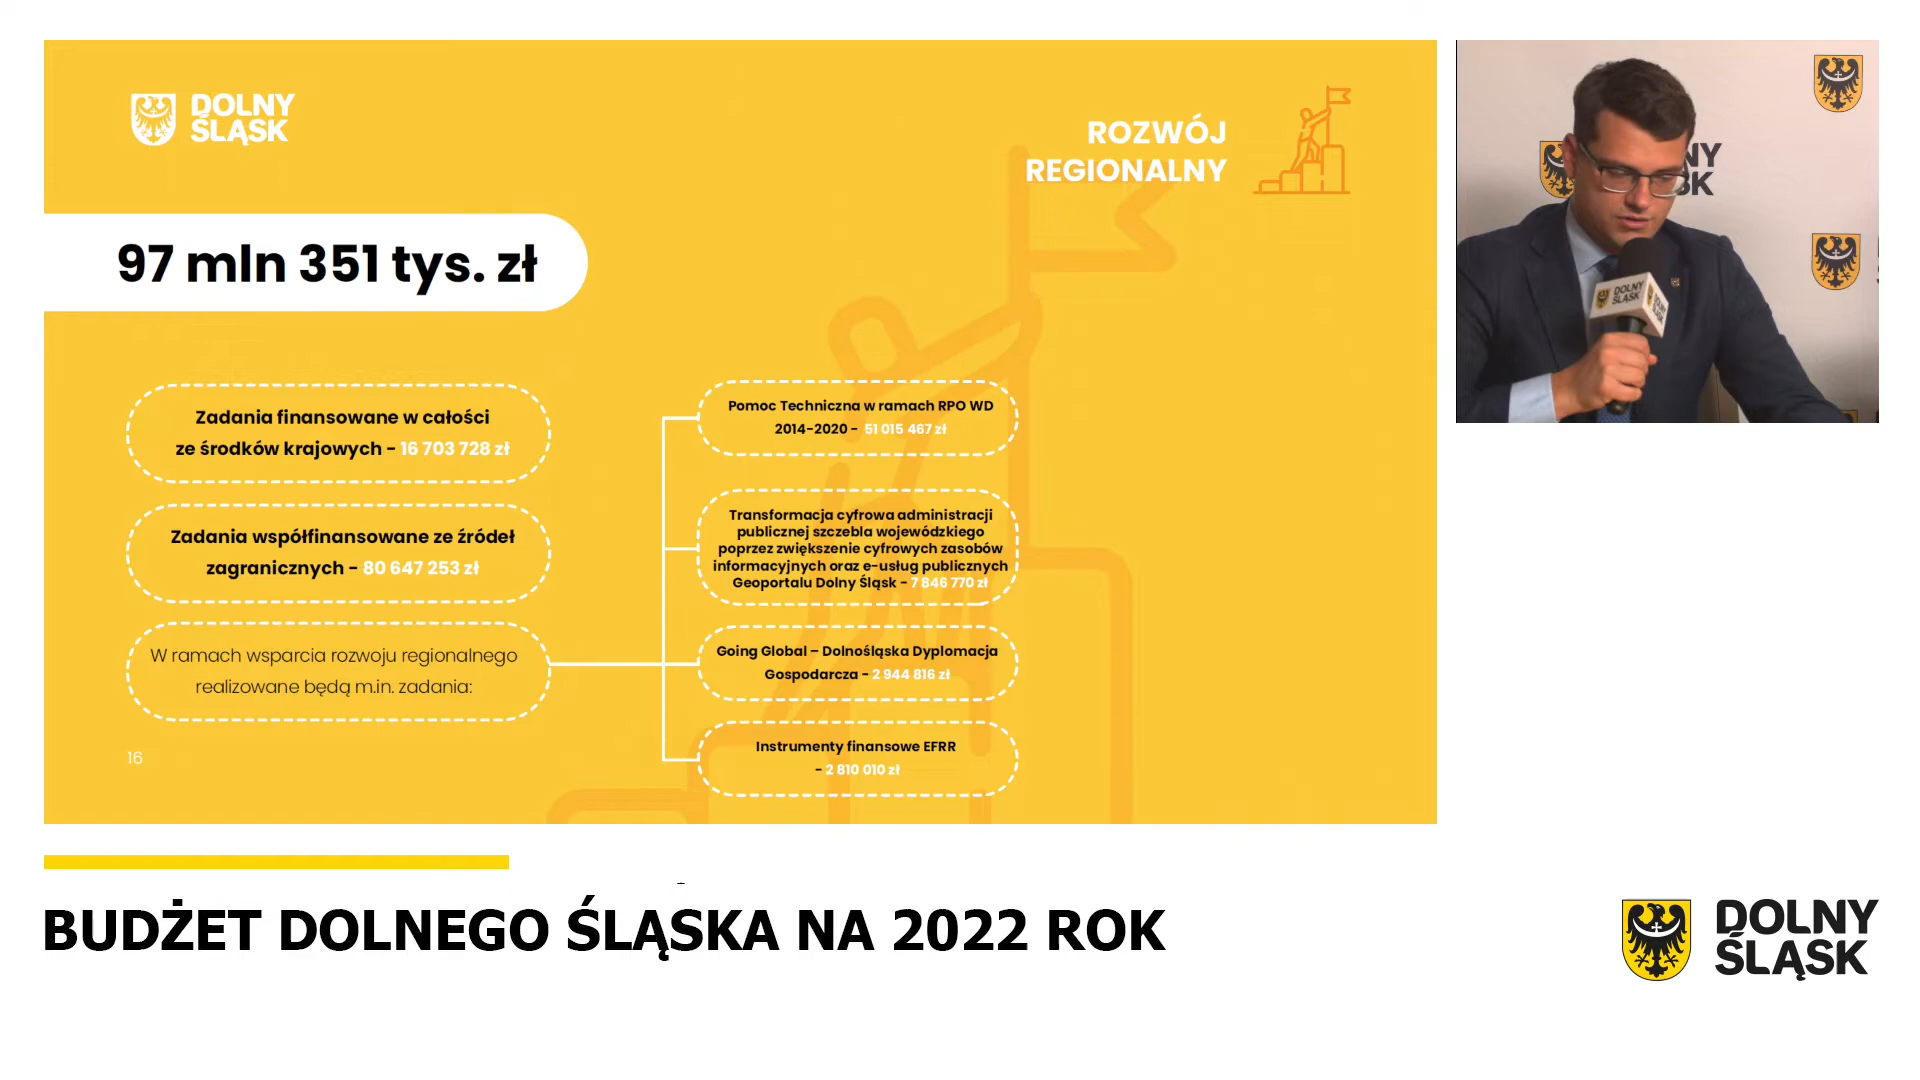 DOLNY
ŚLĄSK
ROZWÓJ
REGIONALNY
97 mln 351 tys. zł
Zadania finansowane w całości
ze środków krajowych - 16 703 728 zł
Zadania współfinansowane ze źródeł
zagranicznych - 80 647 253 zł
W ramach wsparcia rozwoju regionalnego
realizowane będą m.in. zadania:
Pomoc Techniczna w ramach RPO WD
2014-2020 - 51 015 467 zł
Transformacja cyfrowa administracji
publicznej szczebla wojewódzkiego
poprzez zwiększenie cyfrowych zasobów
informacyjnych oraz e-usług publicznych
Geoportalu Dolny Śląsk - 7 846 770 zł
Going Global – Dolnośląska Dyplomacja
Gospodarcza - 2 944 816 zł
Instrumenty finansowe EFRR
- 2 810 010 zł
16
NY
SK
DOLNY
ŚLĄSK
BUDŻET DOLNEGO ŚLĄSKA NA 2022 ROK
DOLNY
ŚLĄSK